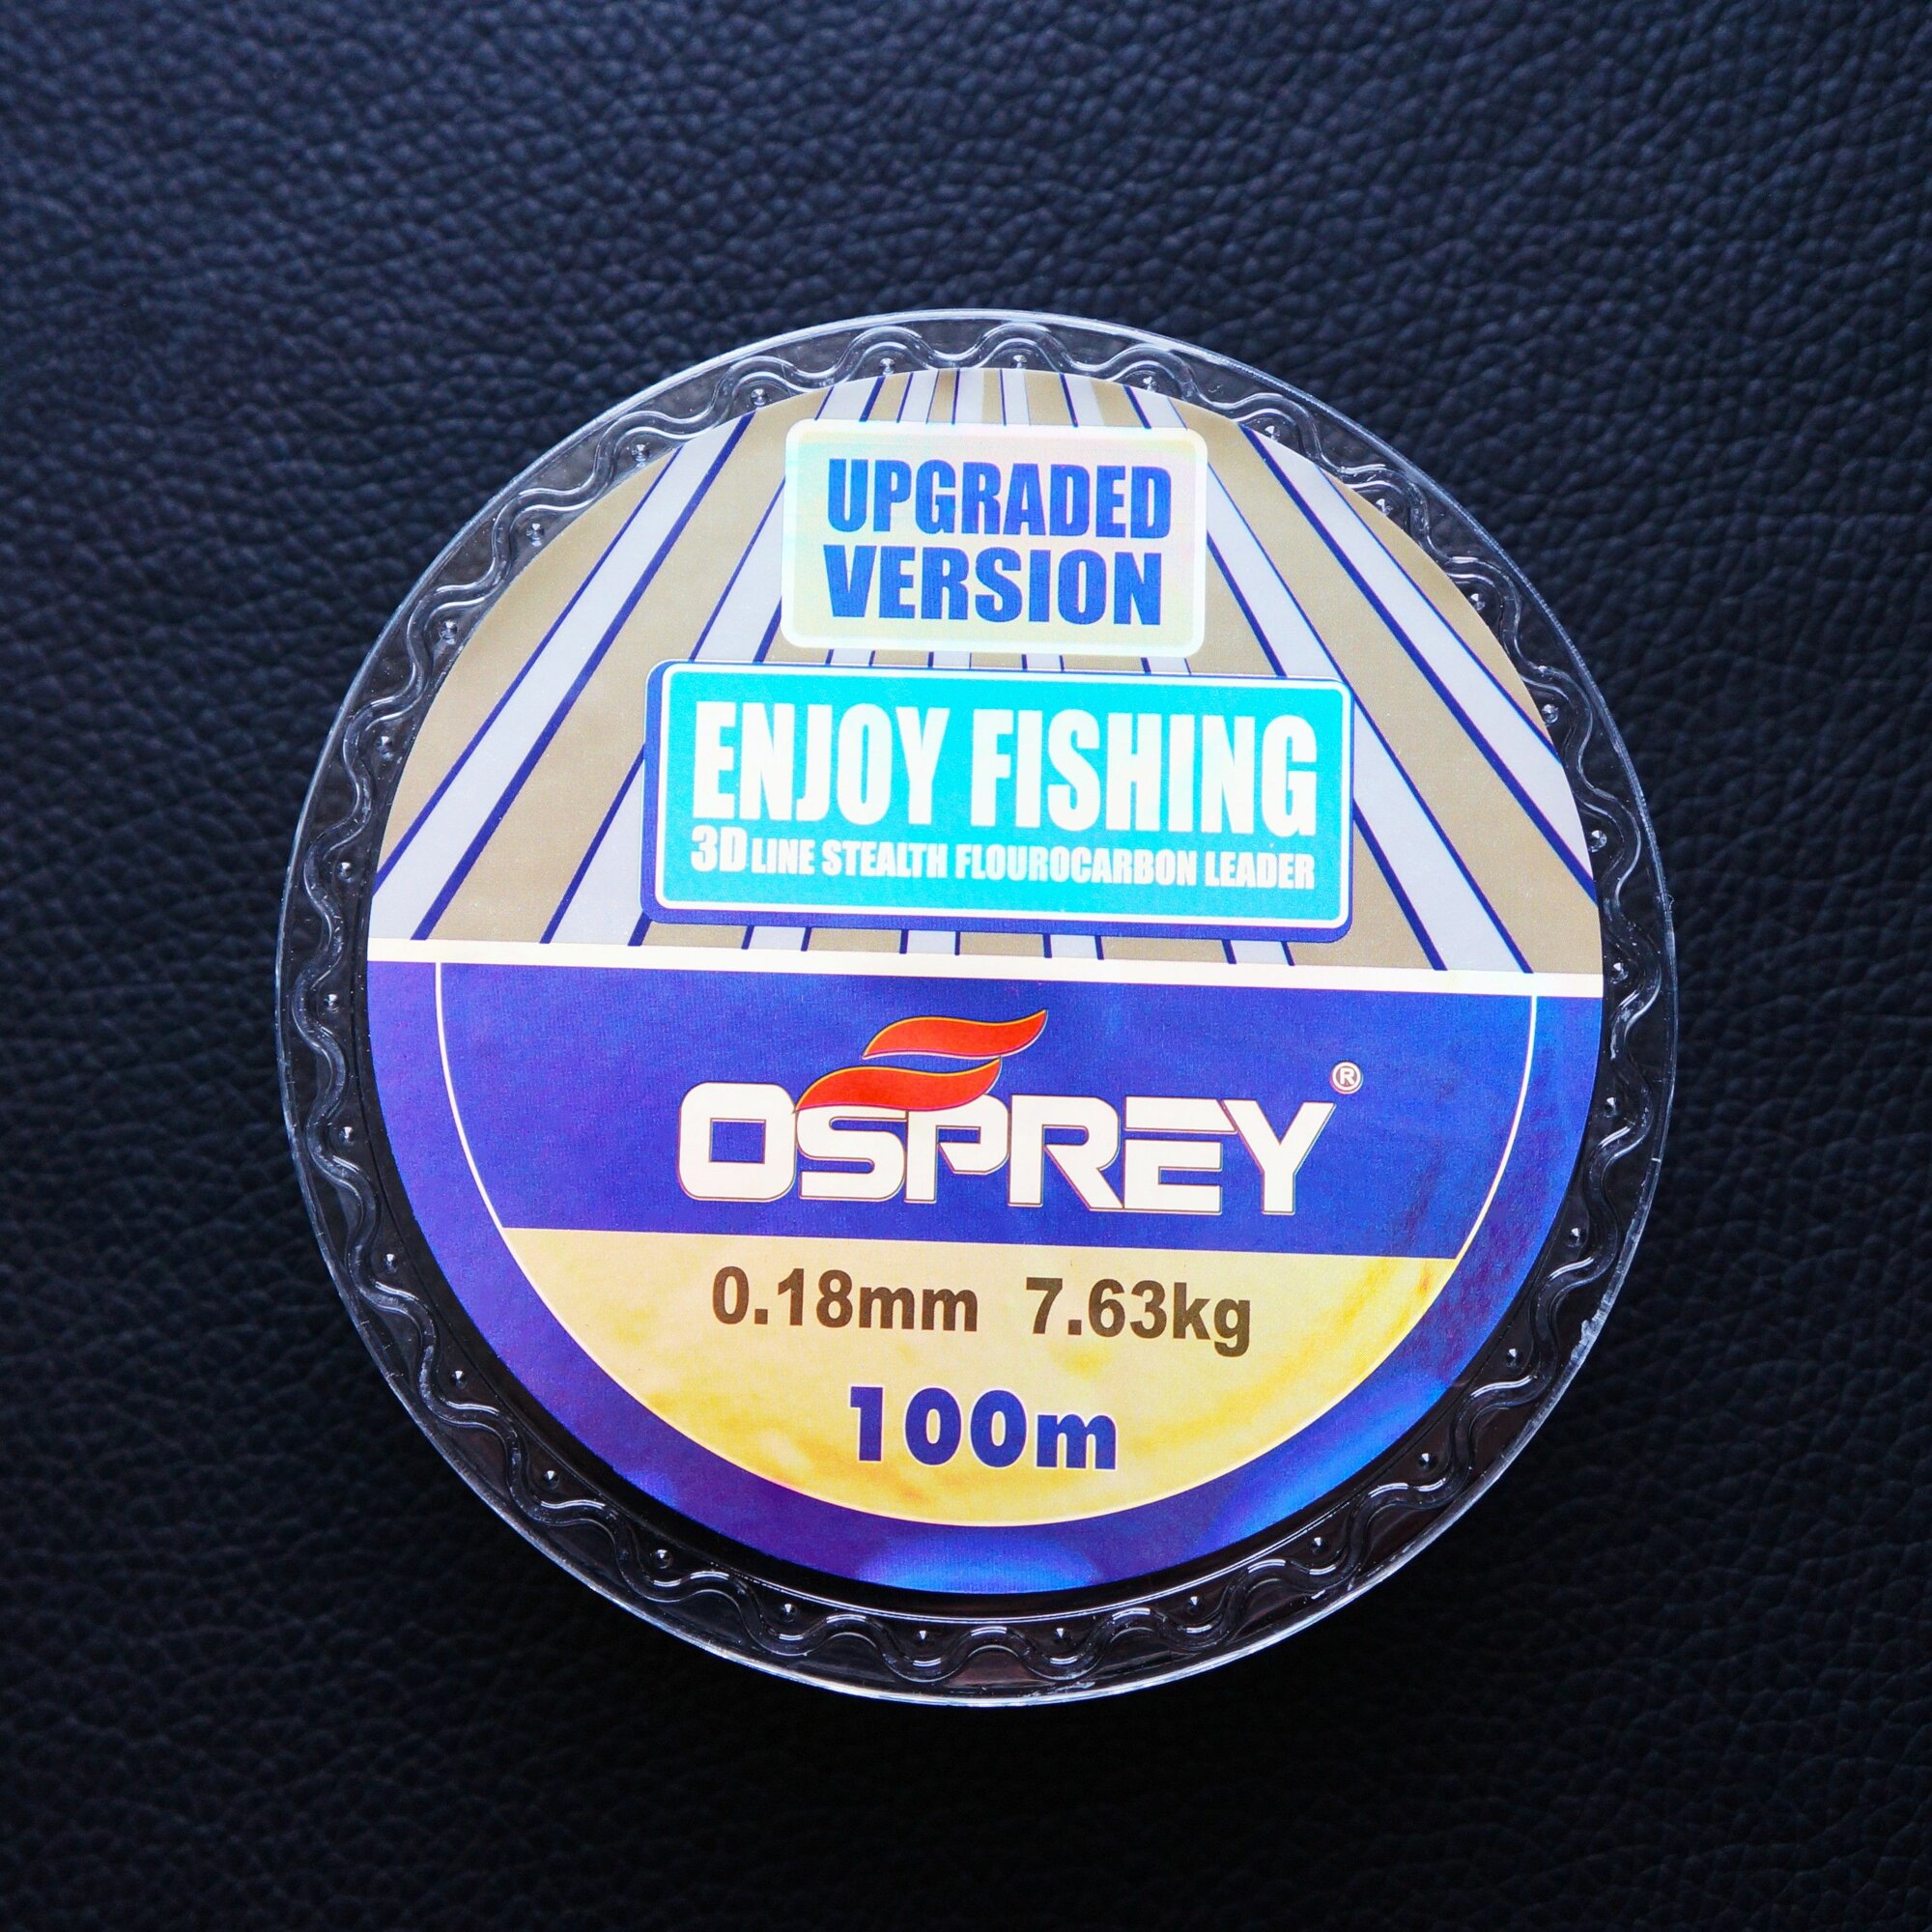 UPGRADED
VERSION
ENJOY FISHING
3D LINE STEALTH FLOUROCARBON LEADER
OSPREY®
0.18mm 7.63kg
100m